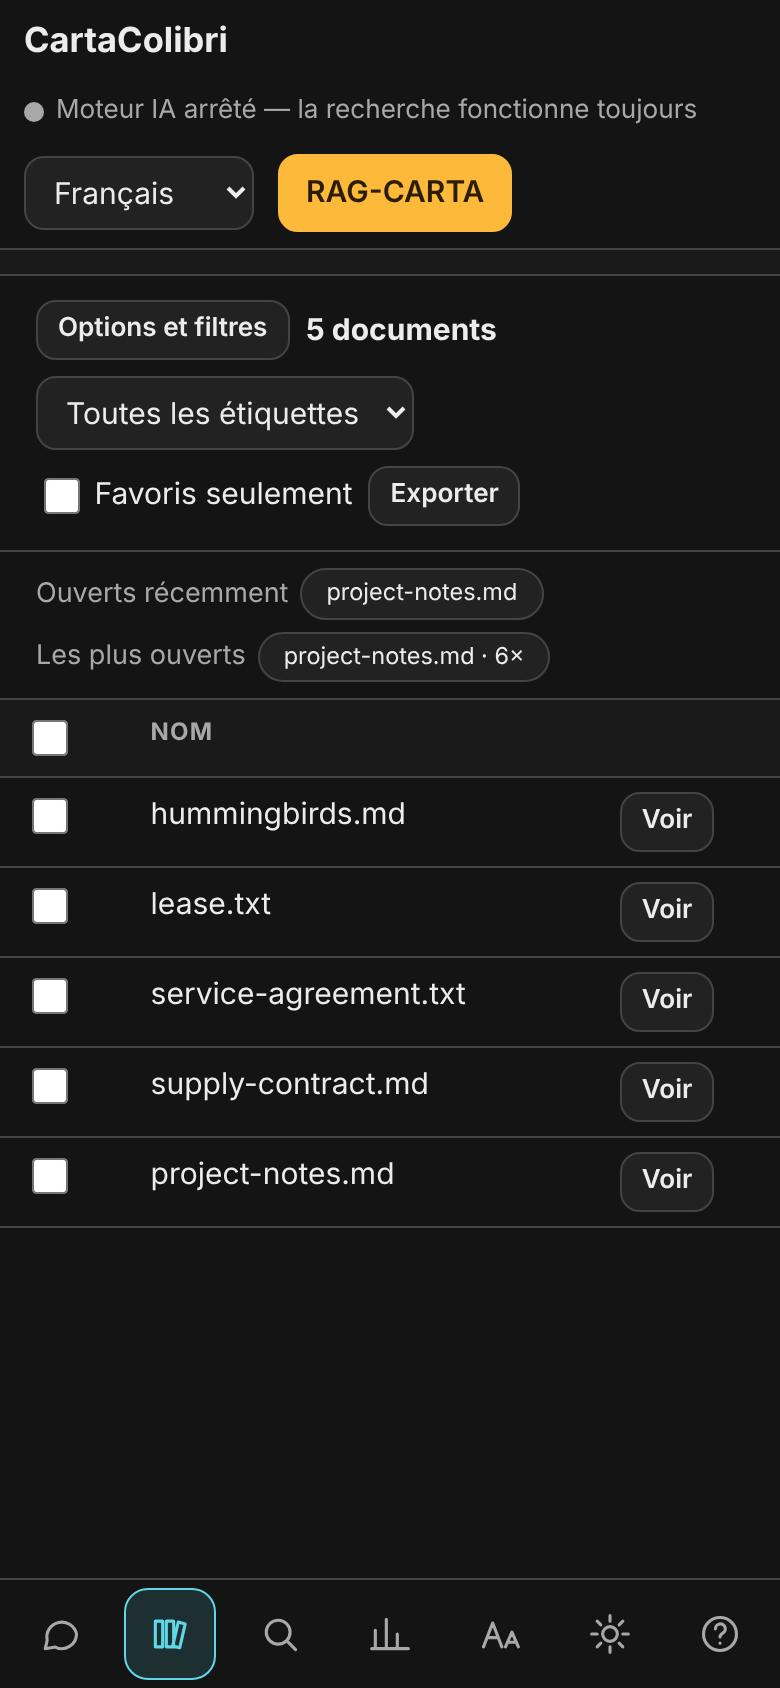 CartaColibri
Moteur IA arrêté — la recherche fonctionne toujours
Français
RAG-CARTA
Options et filtres
5 documents
Toutes les étiquettes
Favoris seulement
Exporter
Ouverts récemment
project-notes.md
Les plus ouverts
project-notes.md · 6×
NOM
hummingbirds.md
Voir
lease.txt
Voir
service-agreement.txt
Voir
supply-contract.md
Voir
project-notes.md
Voir
AA